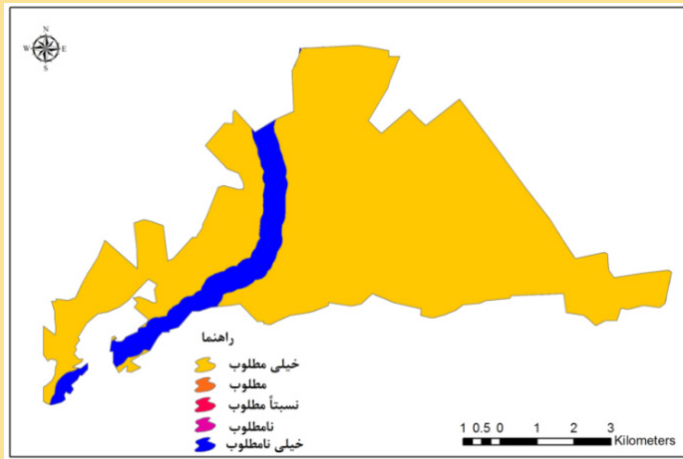 N
W E
S
راهنما
خیلی مطلوب
مطلوب
نسبتاً مطلوب
نامطلوب
خیلی نامطلوب
1 0.5 0 1 2 3
Kilometers